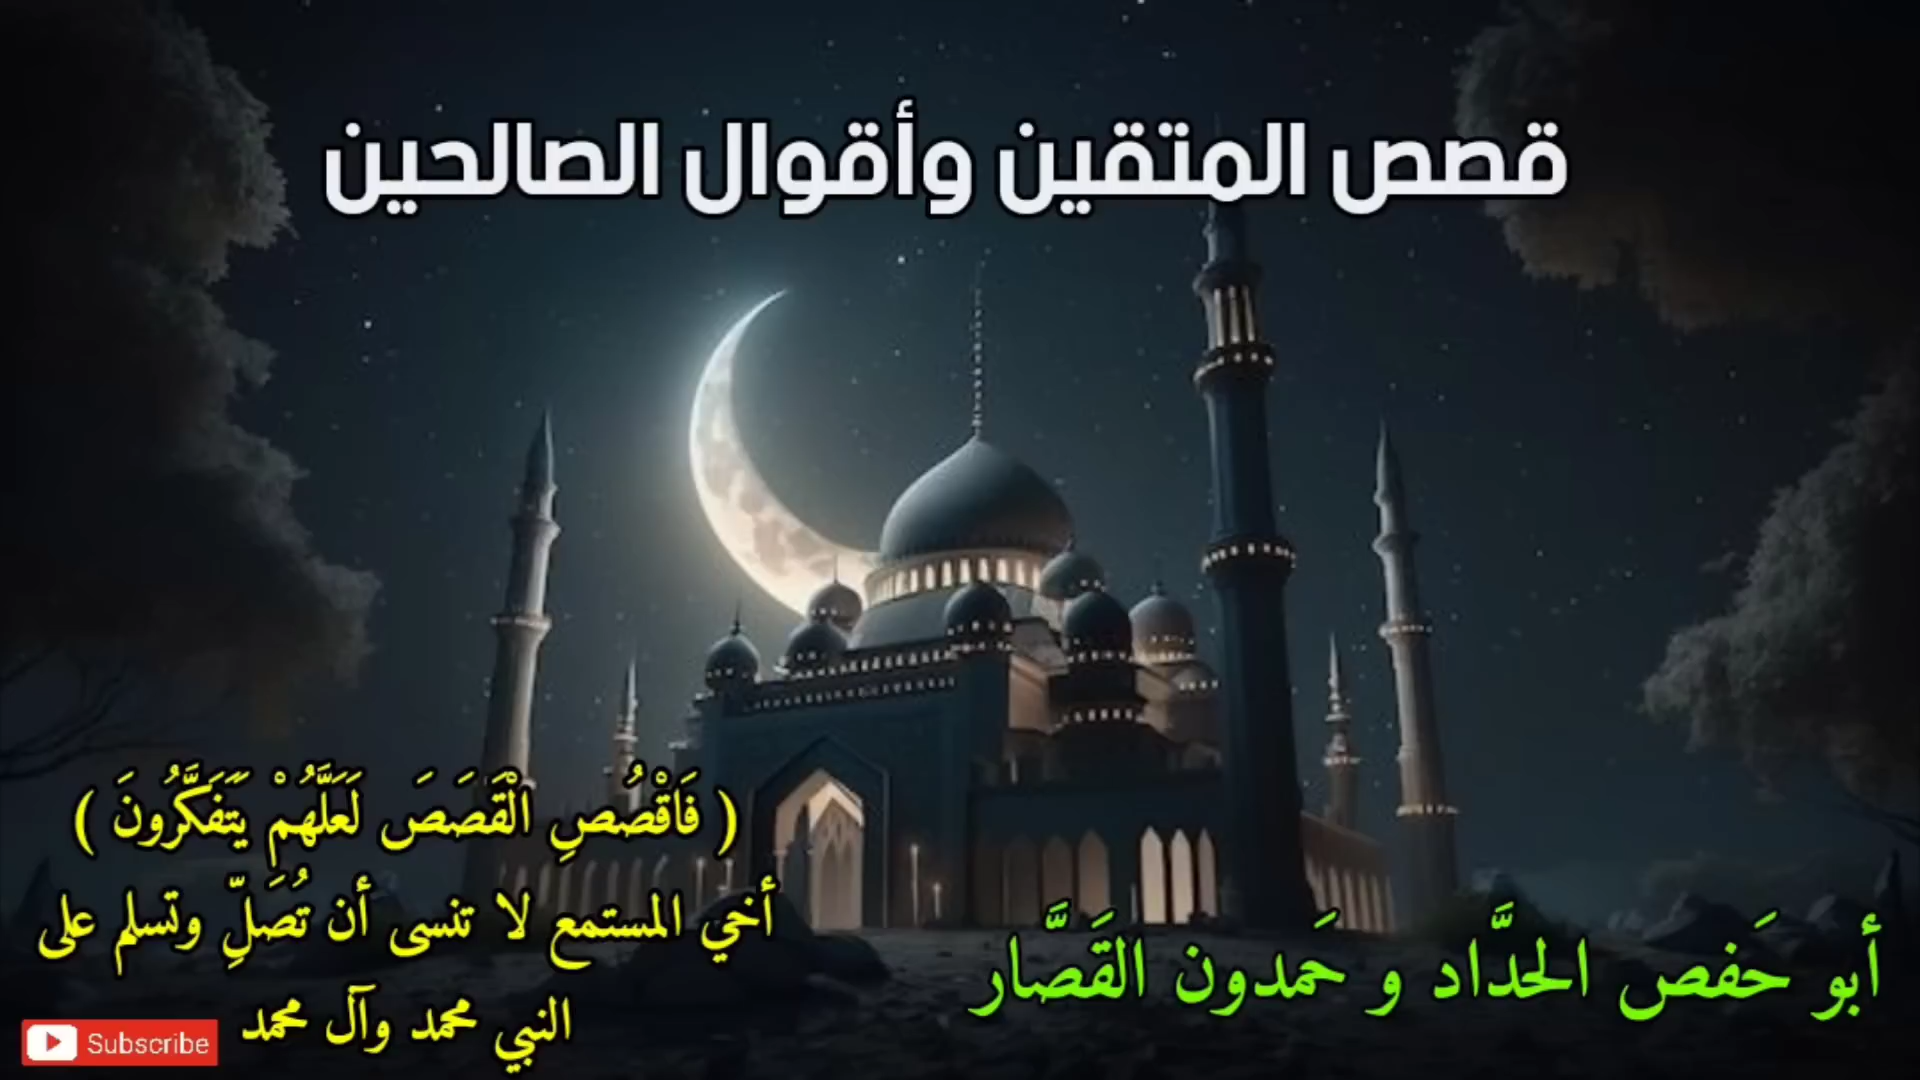 قصص المتقين وأقوال الصالحين
( فَاقْصُصِ الْقَصَصَ لَعَلَّهُمْ يَتَفَكَّرُونَ )
أخي المستمع لا تنسى أن تُصَلِّ وتسلم على
النبي محمد وآل محمد
أبو حَفص الحدَّاد و حَمدون القَصَّار
Subscribe